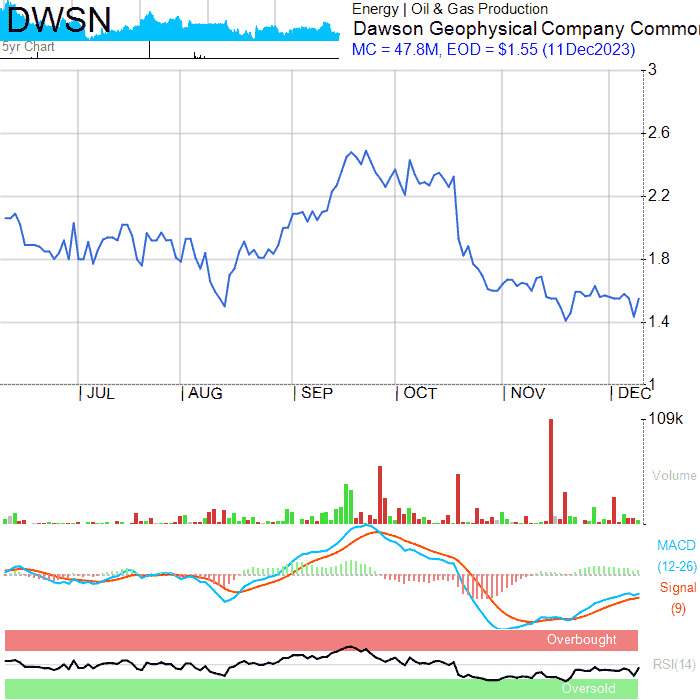 DWSN
5yr Chart
Energy | Oil & Gas Production
Dawson Geophysical Company Commo
MC = 47.8M, EOD = $1.55 (11Dec2023)
3
2.6
2.2
1.8
1.4
1
JUL AUG SEP OCT NOV DEC
109k
Volume
MACD
(12-26)
Signal
(9)
Overbought
RSI(14)
Oversold